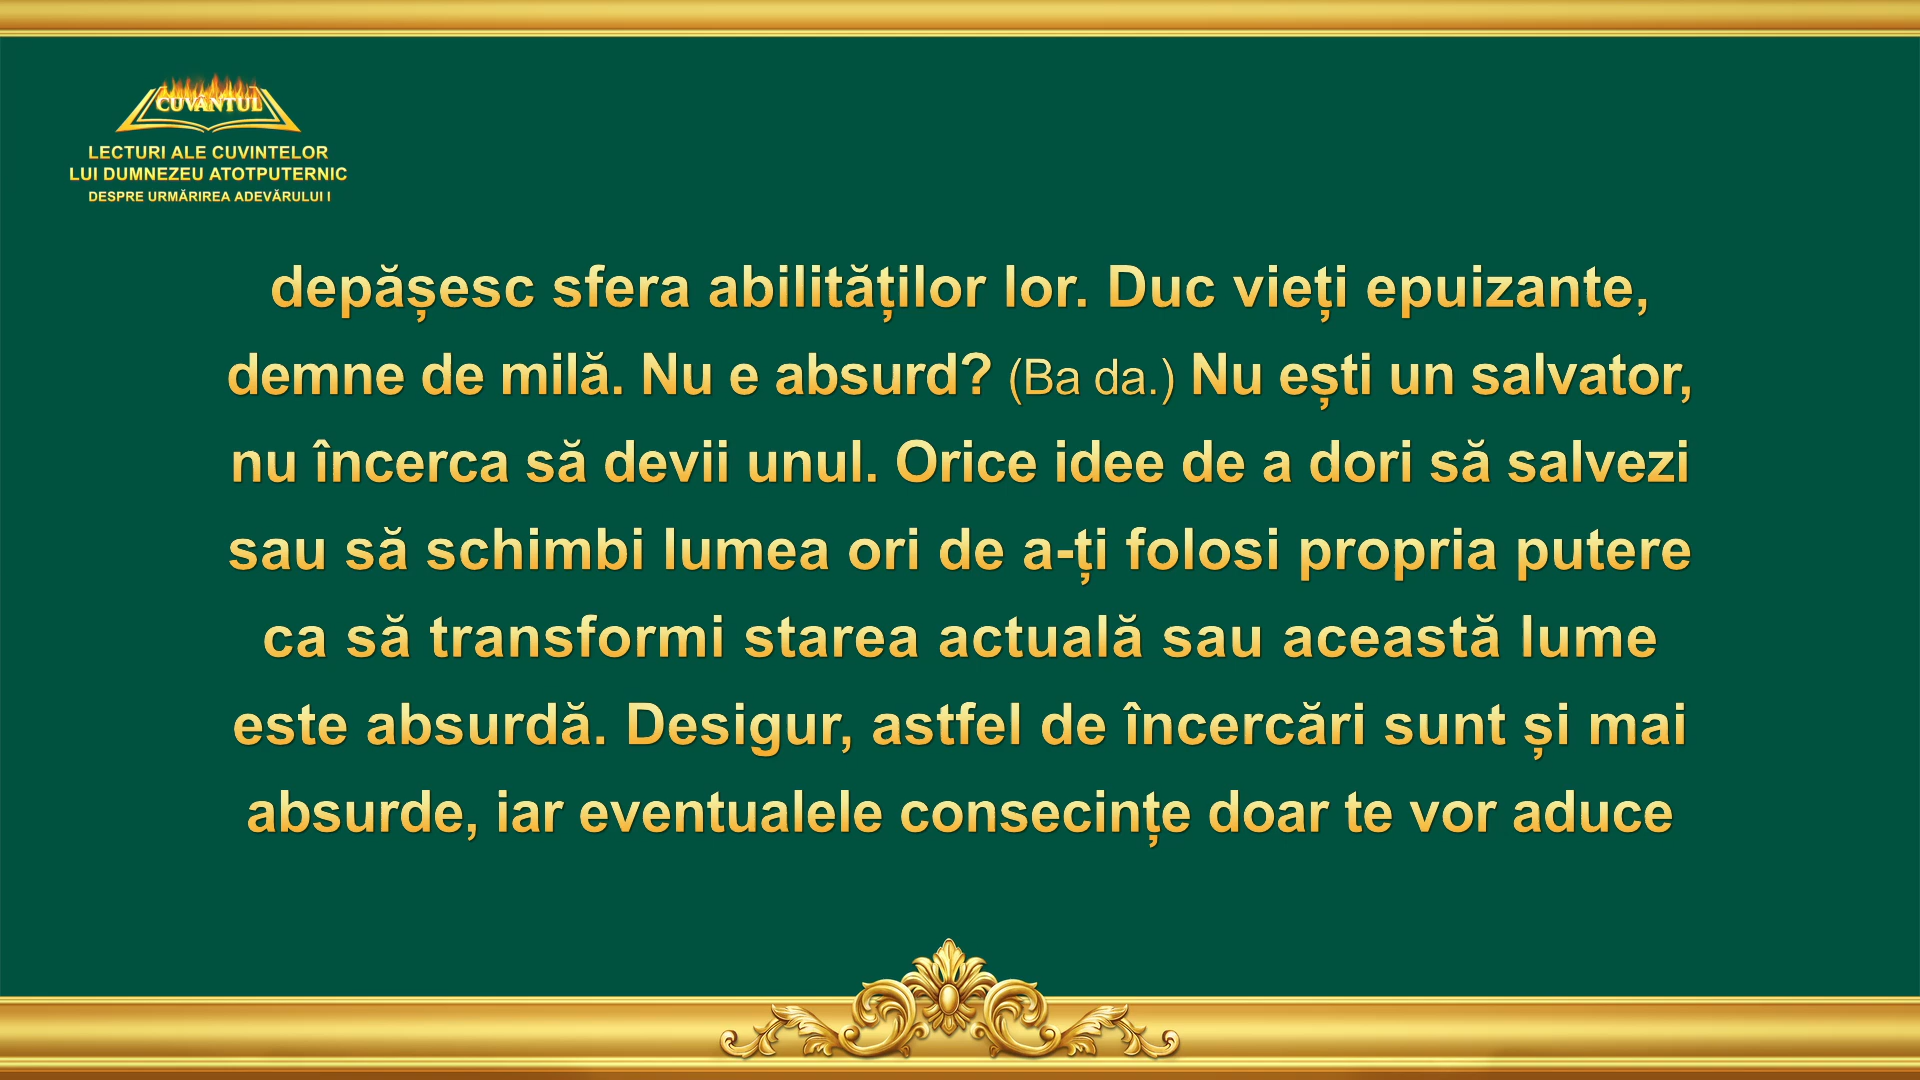 CUVÂNTUL
LECTURI ALE CUVINTELOR
LUI DUMNEZEU ATOTPUTERNIC
DESPRE URMĂRIREA ADEVĂRULUI I
depășesc sfera abilităților lor. Duc vieți epuizante,
demne de milă. Nu e absurd? (Ba da.) Nu ești un salvator,
nu încerca să devii unul. Orice idee de a dori să salvezi
sau să schimbi lumea ori de a-ți folosi propria putere
ca să transformi starea actuală sau această lume
este absurdă. Desigur, astfel de încercări sunt și mai
absurde, iar eventualele consecințe doar te vor aduce